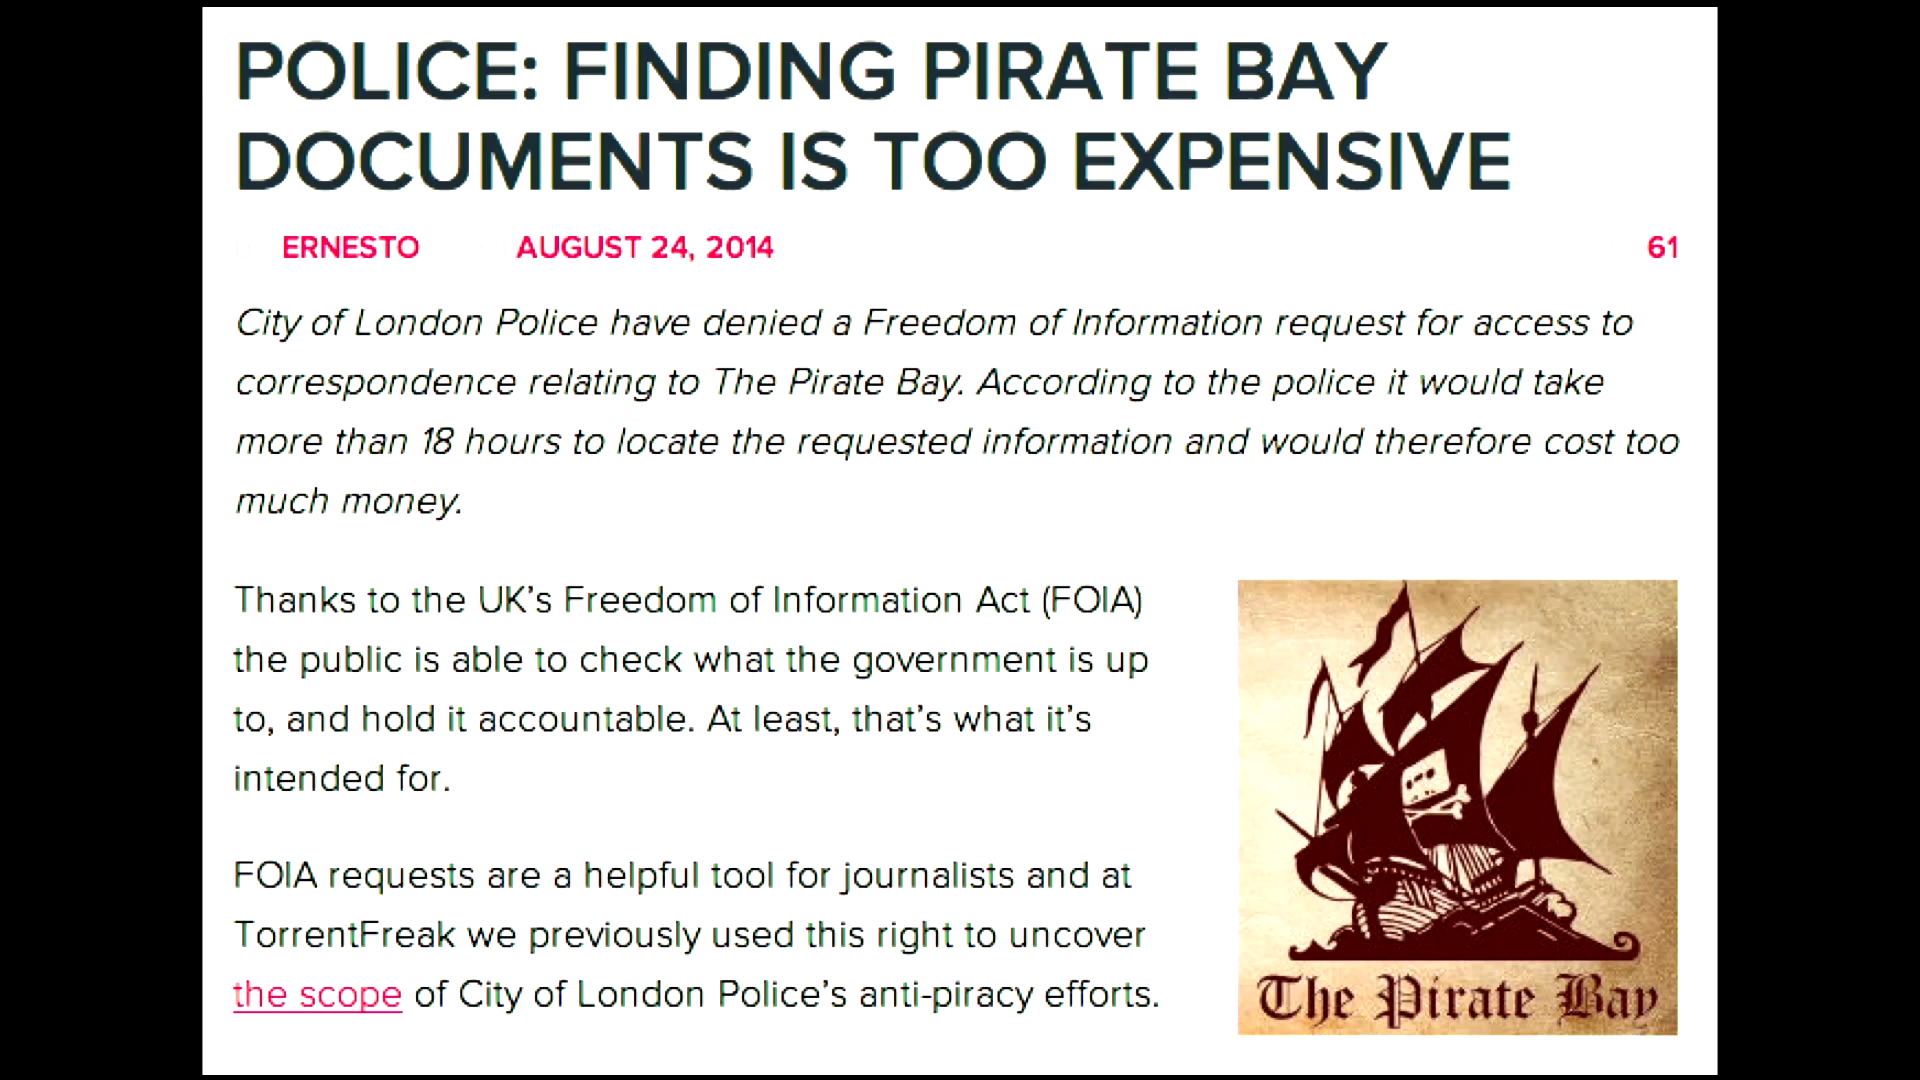 POLICE: FINDING PIRATE BAY
DOCUMENTS IS TOO EXPENSIVE
ERNESTO AUGUST 24, 2014 61
City of London Police have denied a Freedom of Information request for access to
correspondence relating to The Pirate Bay. According to the police it would take
more than 18 hours to locate the requested information and would therefore cost too
much money.
Thanks to the UK's Freedom of Information Act (FOIA)
the public is able to check what the government is up
to, and hold it accountable. At least, that's what it's
intended for.
FOIA requests are a helpful tool for journalists and at
TorrentFreak we previously used this right to uncover
the scope of City of London Police's anti-piracy efforts.
The Pirate Bay